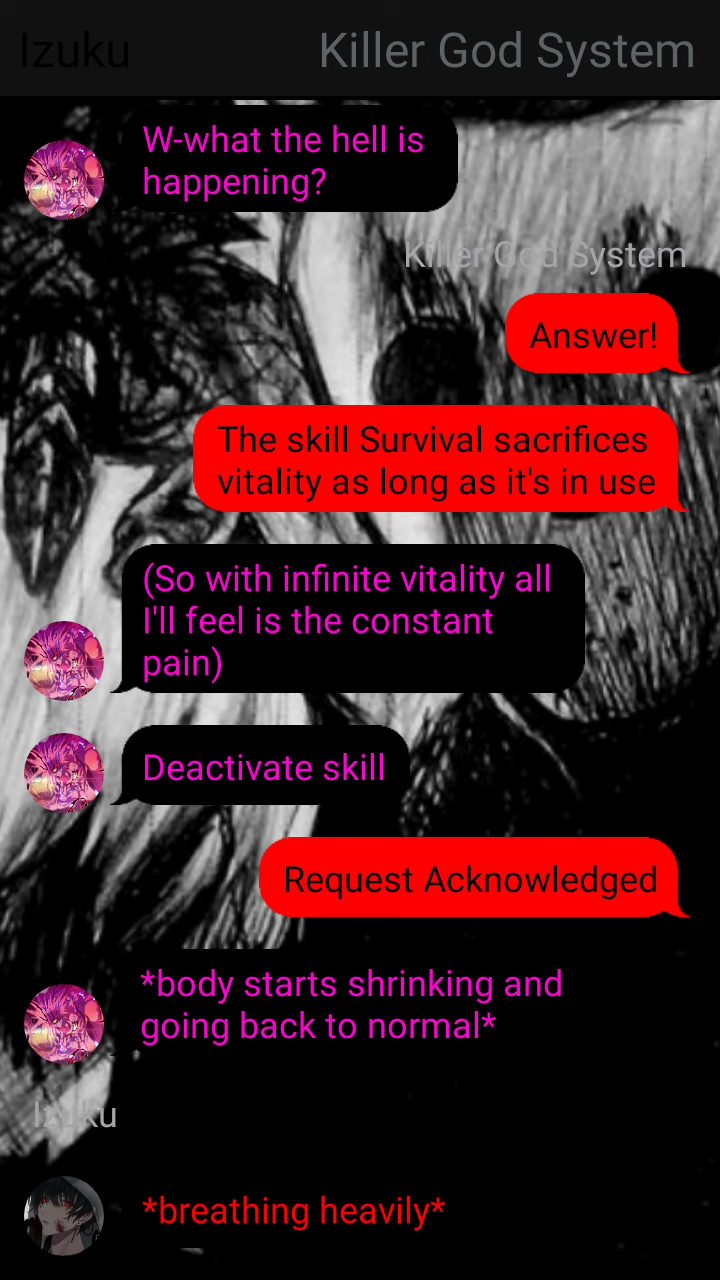 Izuku Killer God System
W-what the hell is
happening?
Killer God System
Answer!
The skill Survival sacrifices
vitality as long as it's in use
(So with infinite vitality all
I'll feel is the constant
pain)
Deactivate skill
Request Acknowledged
*body starts shrinking and
going back to normal*
Izuku
*breathing heavily*